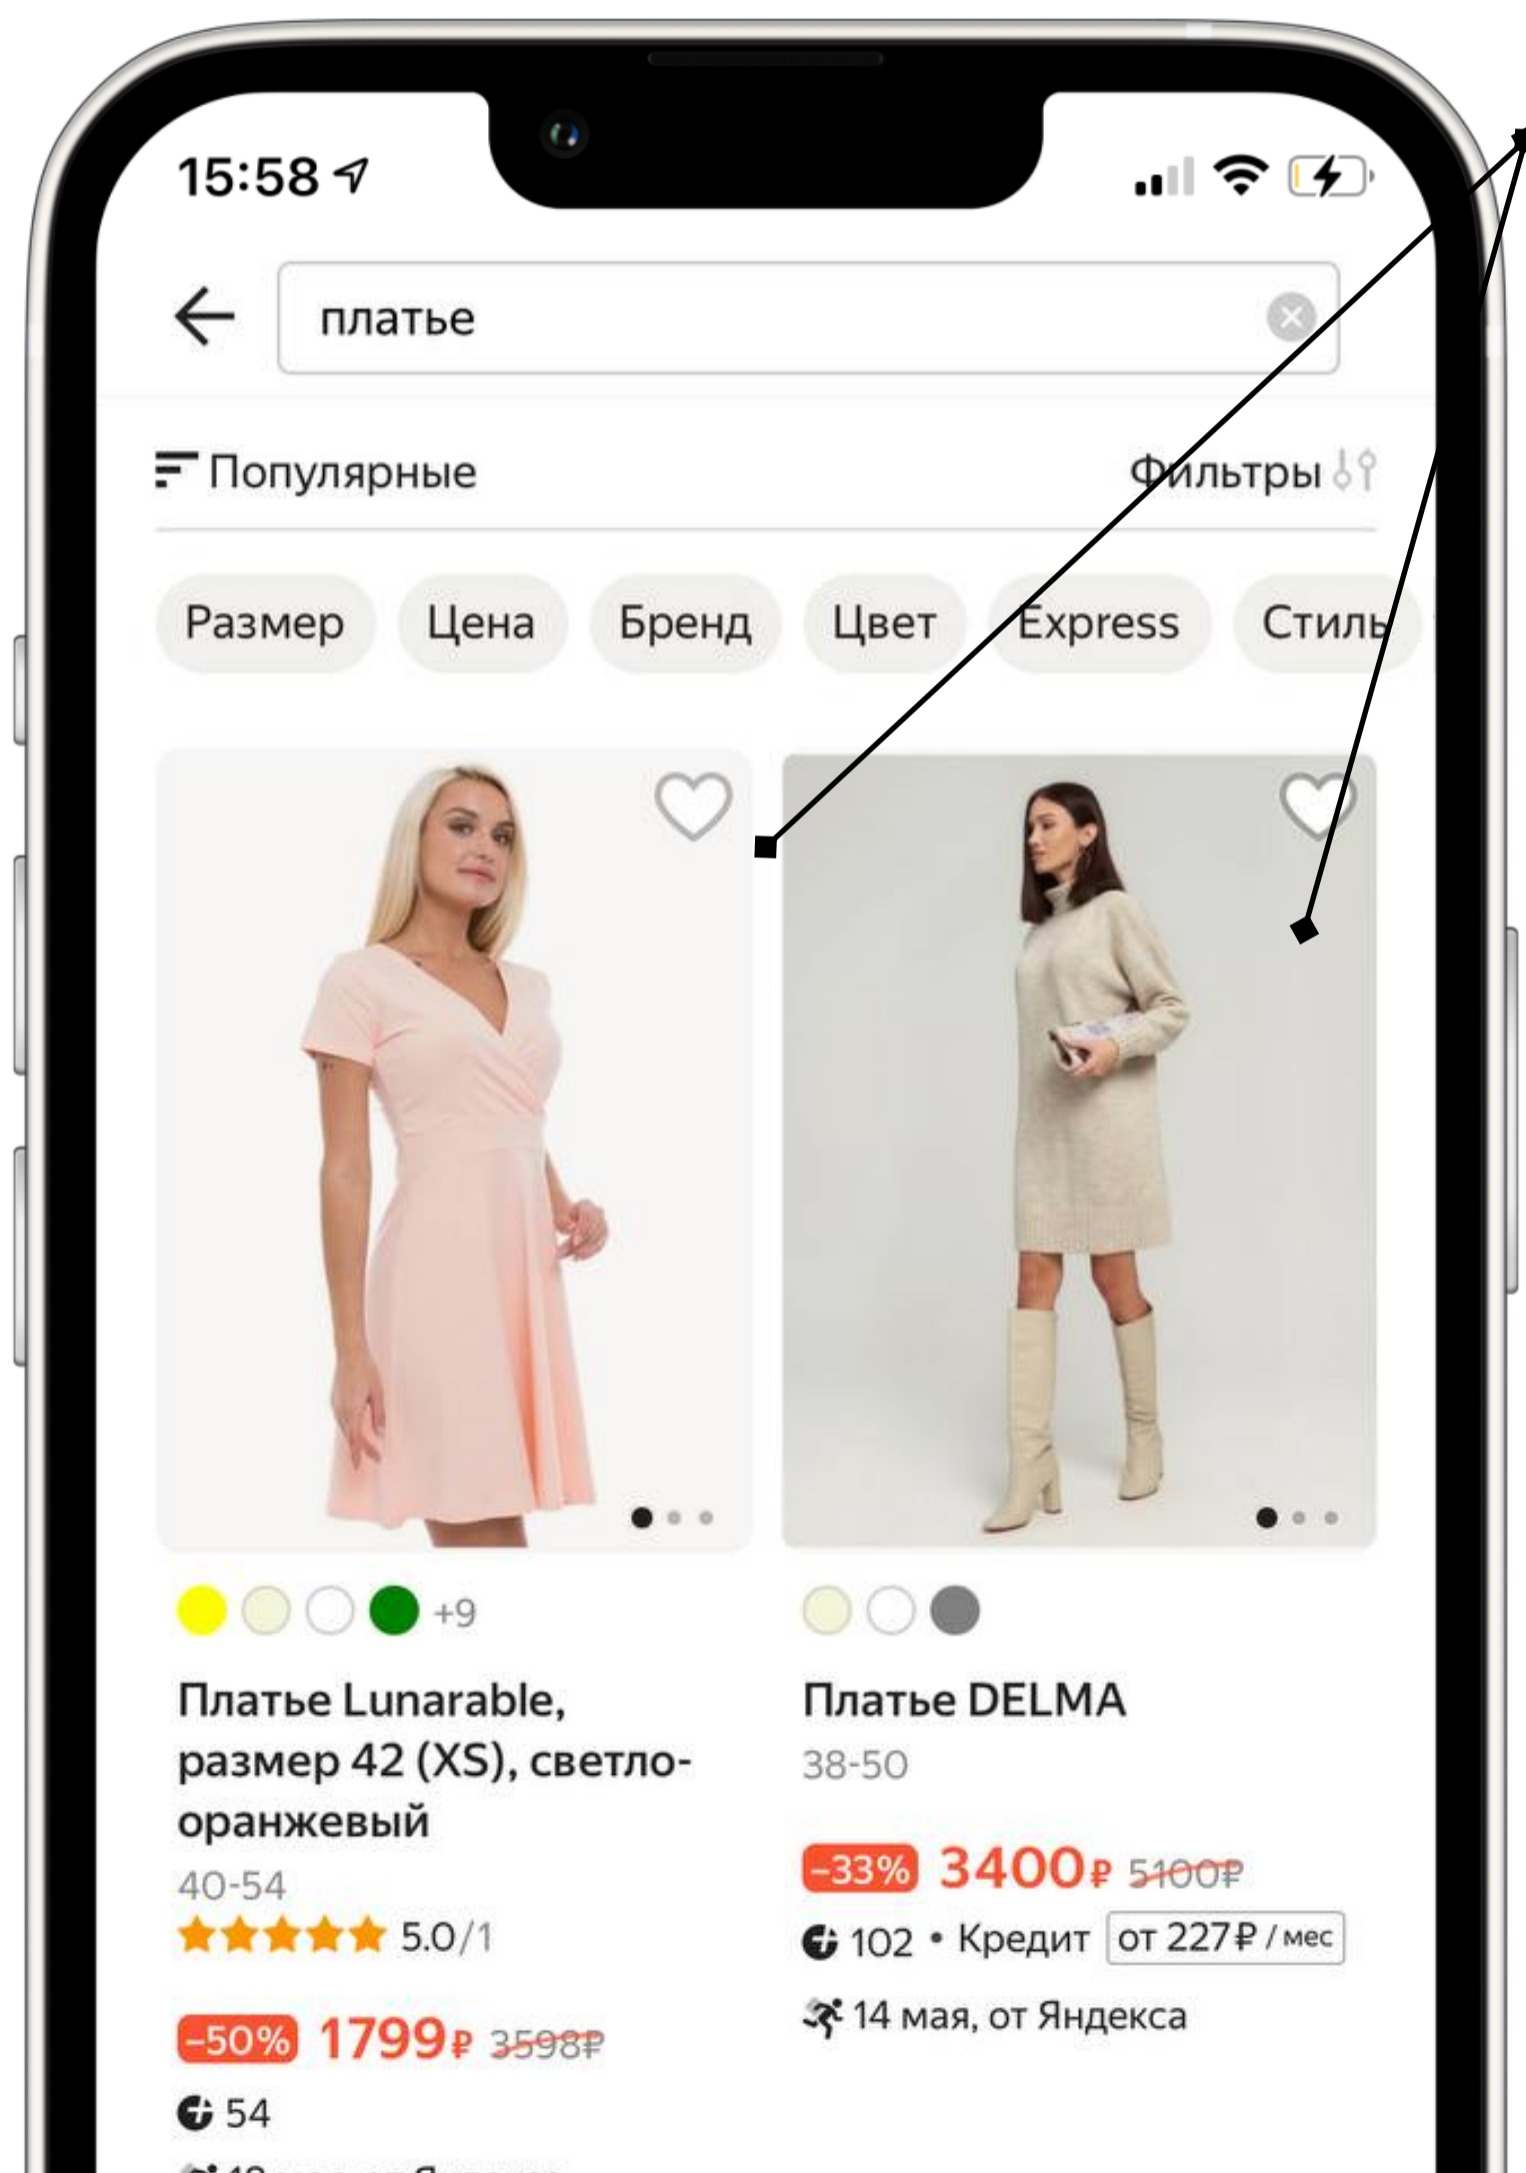 15:58
платье
Популярные
Фильтры
Размер
Цена
Бренд
Цвет
Express
Стиль
+9
Платье Lunarable,
размер 42 (XS), светло-
оранжевый
40-54
5.0/1
-50% 1799₽ 3598₽
54
Платье DELMA
38-50
-33% 3400₽ 5100₽
102 • Кредит от 227₽/мес
14 мая, от Яндекса